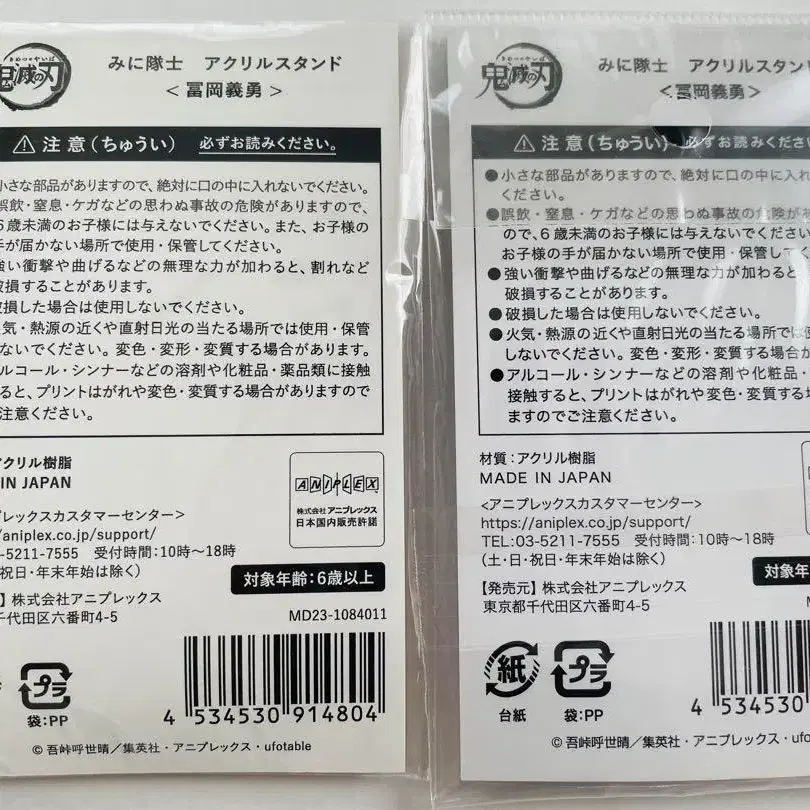 きめつのやいば
鬼滅の刃
みに隊士 アクリルスタンド
＜冨岡義勇＞
⚠ 注意(ちゅうい) 必ずお読みください。
小さな部品がありますので、絶対に口の中に入れないでください。
誤飲・窒息・ケガなどの思わぬ事故の危険がありますので、
6歳未満のお子様には与えないでください。また、お子様の
手が届かない場所で使用・保管してください。
強い衝撃や曲げるなどの無理な力が加わると、割れなど
破損することがあります。
破損した場合は使用しないでください。
火気・熱源の近くや直射日光の当たる場所では使用・保管
しないでください。変色・変形・変質する場合があります。
アルコール・シンナーなどの溶剤や化粧品・薬品類に接触
すると、プリントはがれや変色・変質する場合がありますので
ご注意ください。
アクリル樹脂
IN JAPAN
ANIPLEX
株式会社アニプレックス
日本国内販売許諾
プレックスカスタマーセンター>
/aniplex.co.jp/support/
3-5211-7555 受付時間：10時〜18時
祝日・年末年始は除く)
対象年齢：6歳以上
】株式会社アニプレックス
千代田区六番町4-5
MD23-1084011
プラ
袋：PP
4 534530 914804
© 吾峠呼世晴／集英社・アニプレックス・ufotable
きめつのやいば
鬼滅の刃
みに隊士 アクリルスタンド
＜冨岡義勇＞
⚠ 注意(ちゅうい) 必ずお読みくださ
●小さな部品がありますので、絶対に口の中に入れ
ください。
●誤飲・窒息・ケガなどの思わぬ事故の危険があ
ので、6歳未満のお子様には与えないでください
お子様の手が届かない場所で使用・保管してく
●強い衝撃や曲げるなどの無理な力が加わると
破損することがあります。
●破損した場合は使用しないでください。
●火気・熱源の近くや直射日光の当たる場所では使
しないでください。変色・変形・変質する場合
●アルコール・シンナーなどの溶剤や化粧品・
接触すると、プリントはがれや変色・変質する場
ますのでご注意ください。
材質：アクリル樹脂
MADE IN JAPAN
<アニプレックスカスタマーセンター>
https://aniplex.co.jp/support/
TEL:03-5211-7555 受付時間：10時〜18時
(土・日・祝日・年末年始は除く)
対象年
【発売元】株式会社アニプレックス
東京都千代田区六番町4-5
紙
台紙
プラ
袋：PP
4 534530
© 吾峠呼世晴／集英社・アニプレックス・ufo